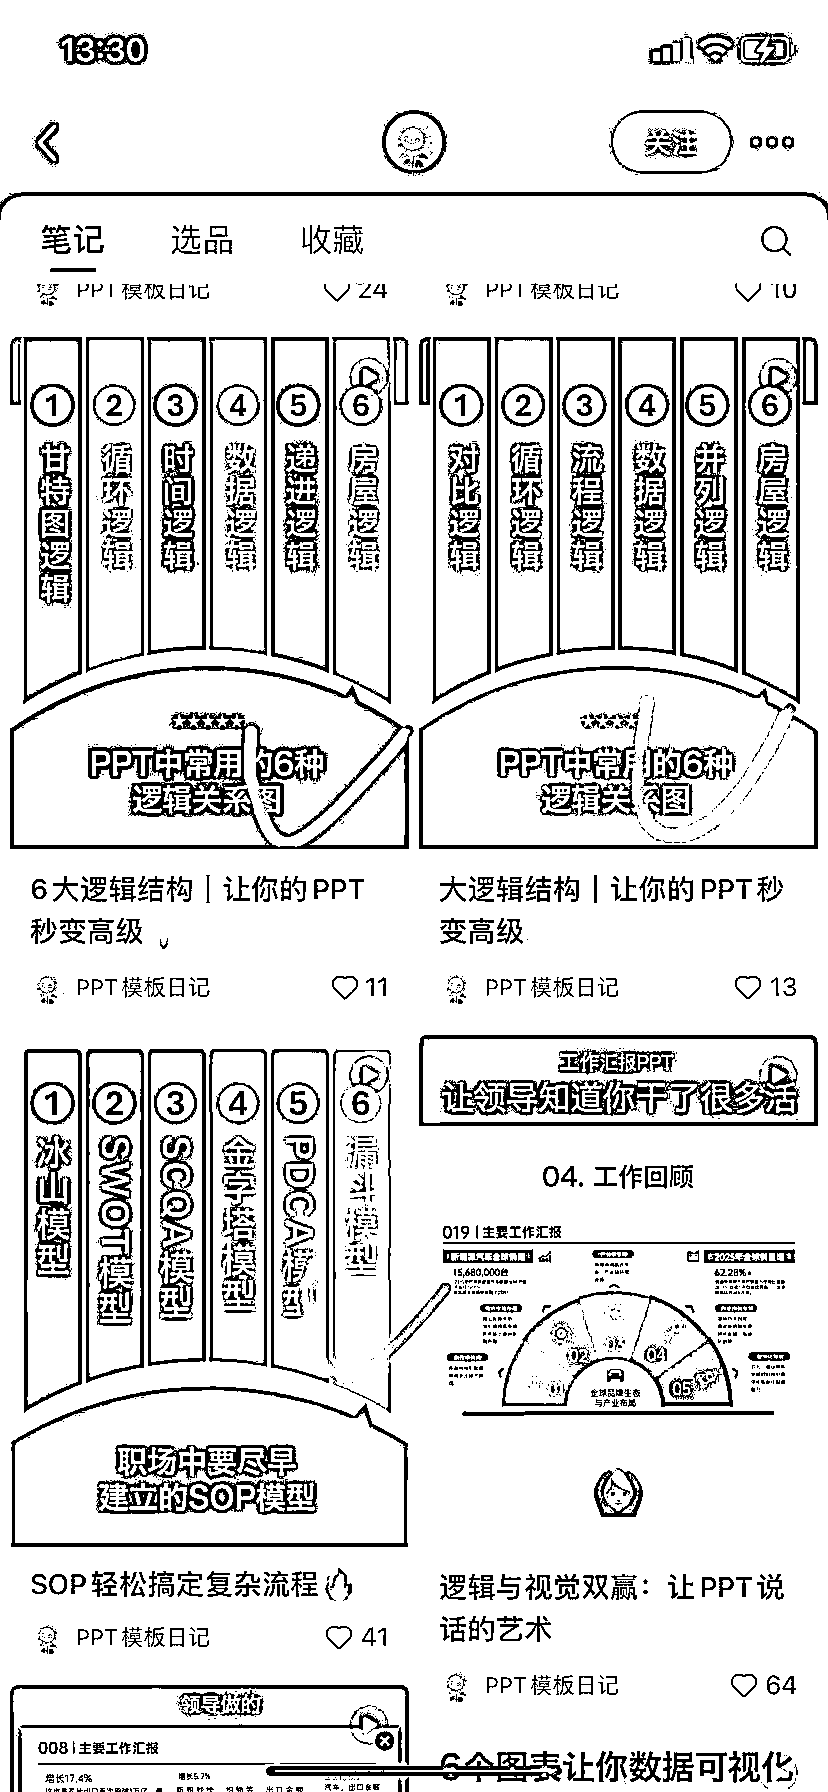 13:30
关注
笔记 选品 收藏
PPT模板日记 24
PPT模板日记 10
1 2 3 4 5 6
甘特图逻辑
循环逻辑
时间逻辑
数据逻辑
递进逻辑
房屋逻辑
PPT中常用的6种
逻辑关系图
6大逻辑结构|让你的PPT
秒变高级
PPT模板日记 11
1 2 3 4 5 6
对比逻辑
循环逻辑
流程逻辑
数据逻辑
并列逻辑
房屋逻辑
PPT中常用的6种
逻辑关系图
大逻辑结构|让你的PPT秒
变高级
PPT模板日记 13
1 2 3 4 5 6
冰山模型
SWOT模型
SCQA模型
金字塔模型
PDCA模型
漏斗模型
职场中要尽早
建立的SOP模型
SOP轻松搞定复杂流程
PPT模板日记 41
工作汇报PPT
让领导知道你干了很多活
04. 工作回顾
019 | 主要工作汇报
15,680,000台
62.28%
01 02 04 05
全球品牌生态
与产业布局
逻辑与视觉双赢：让PPT说
话的艺术
PPT模板日记 64
领导做的
008 | 主要工作汇报
增长17.4%
增长5.7%
6个图表让你数据可视化